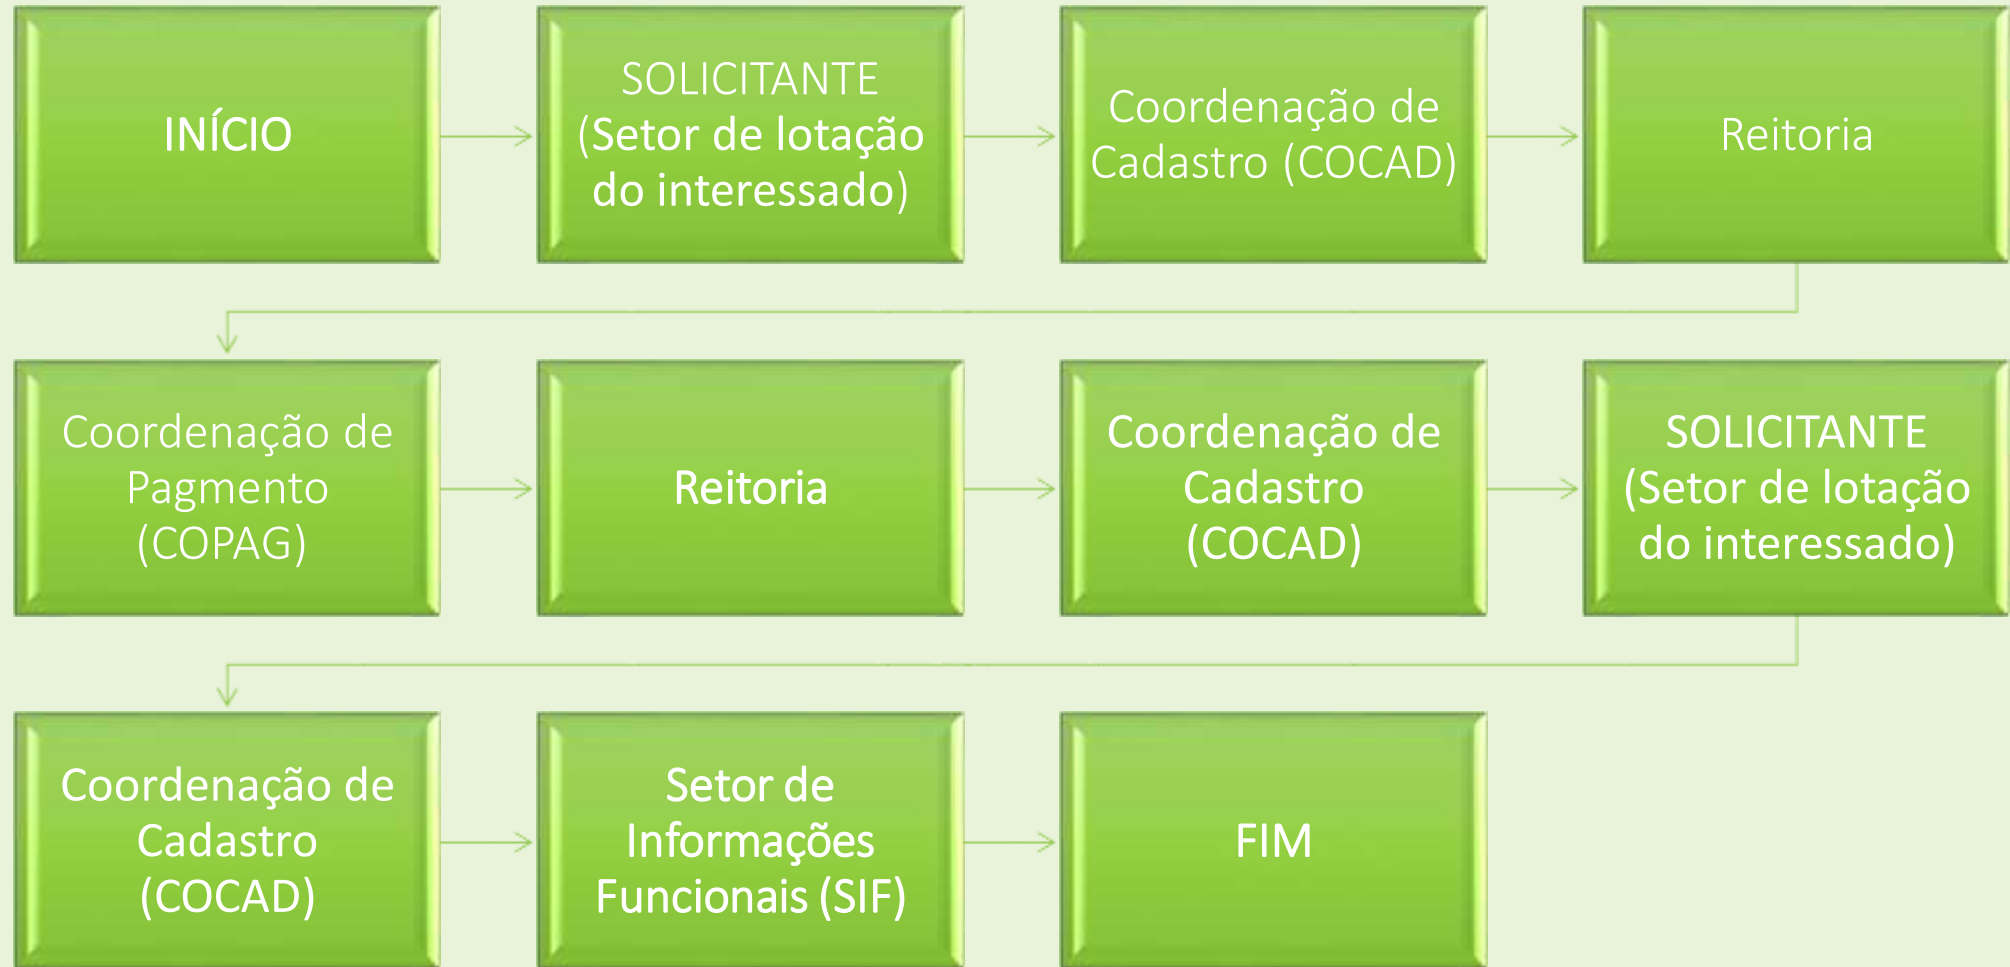 INÍCIO
SOLICITANTE
(Setor de lotação
do interessado)
Coordenação de
Cadastro (COCAD)
Reitoria
Coordenação de
Pagmento
(COPAG)
Reitoria
Coordenação de
Cadastro
(COCAD)
SOLICITANTE
(Setor de lotação
do interessado)
Coordenação de
Cadastro
(COCAD)
Setor de
Informações
Funcionais (SIF)
FIM